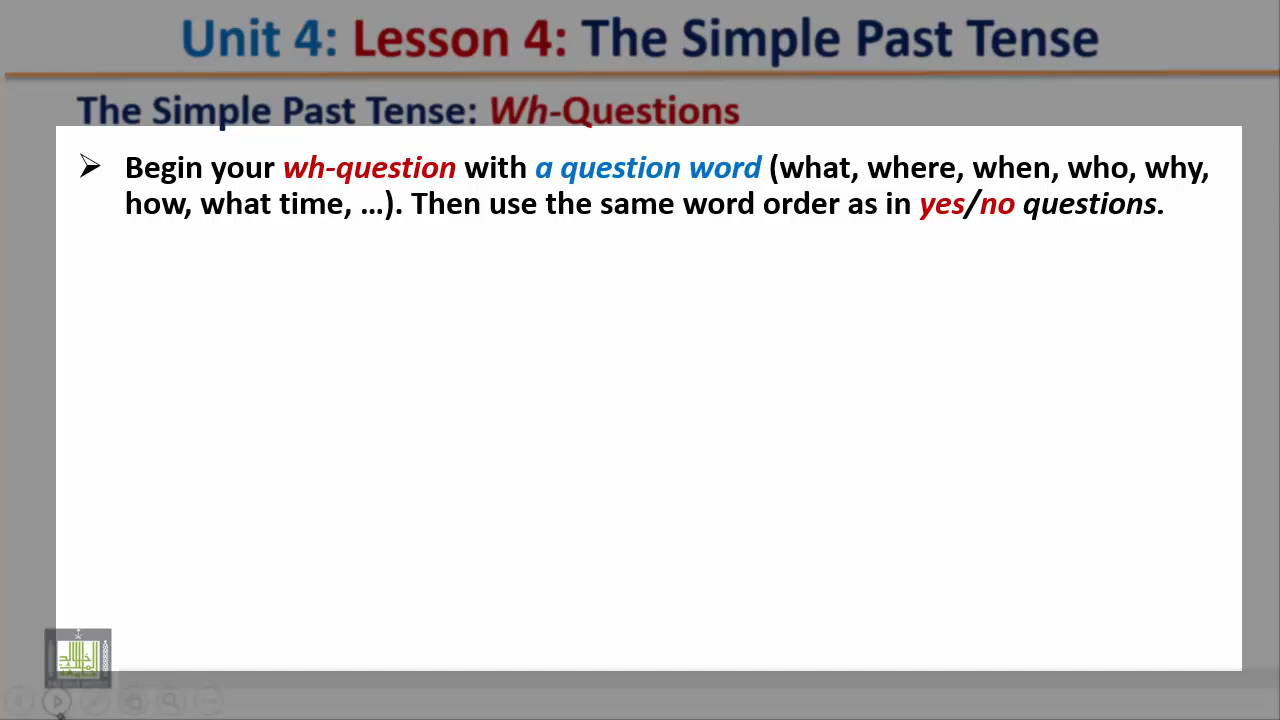 Unit 4: Lesson 4: The Simple Past Tense
The Simple Past Tense: Wh-Questions
➢ Begin your wh-question with a question word (what, where, when, who, why,
how, what time, ...). Then use the same word order as in yes/no questions.